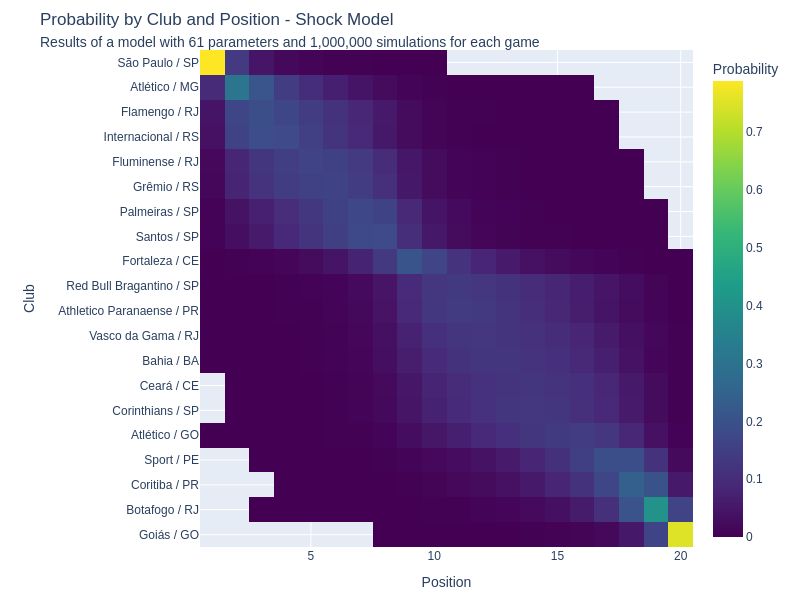 Probability by Club and Position - Shock Model
Results of a model with 61 parameters and 1,000,000 simulations for each game
Probability
São Paulo / SP
Atlético / MG
Flamengo / RJ
Internacional / RS
Fluminense / RJ
Grêmio / RS
Palmeiras / SP
Santos / SP
Fortaleza / CE
Red Bull Bragantino / SP
Athletico Paranaense / PR
Vasco da Gama / RJ
Bahia / BA
Ceará / CE
Corinthians / SP
Atlético / GO
Sport / PE
Coritiba / PR
Botafogo / RJ
Goiás / GO
Club
5
10
15
20
Position
0.7
0.6
0.5
0.4
0.3
0.2
0.1
0